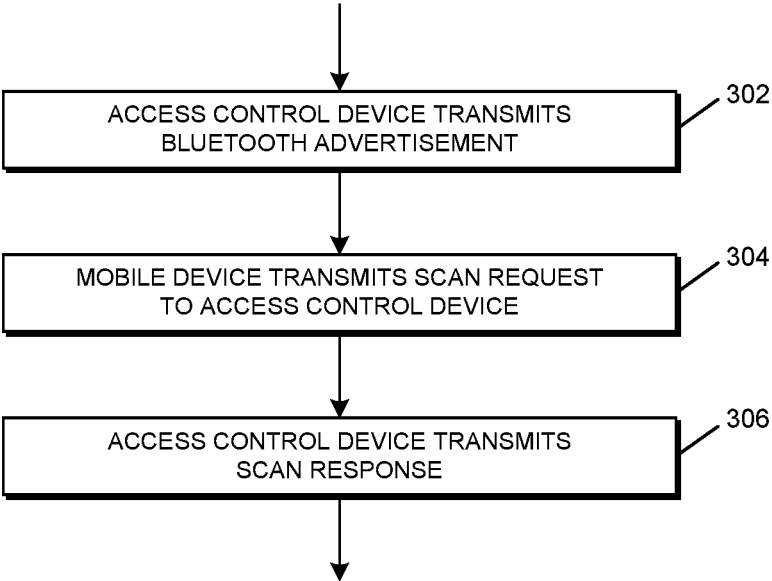 ACCESS CONTROL DEVICE TRANSMITS
BLUETOOTH ADVERTISEMENT
302
MOBILE DEVICE TRANSMITS SCAN REQUEST
TO ACCESS CONTROL DEVICE
304
ACCESS CONTROL DEVICE TRANSMITS
SCAN RESPONSE
306